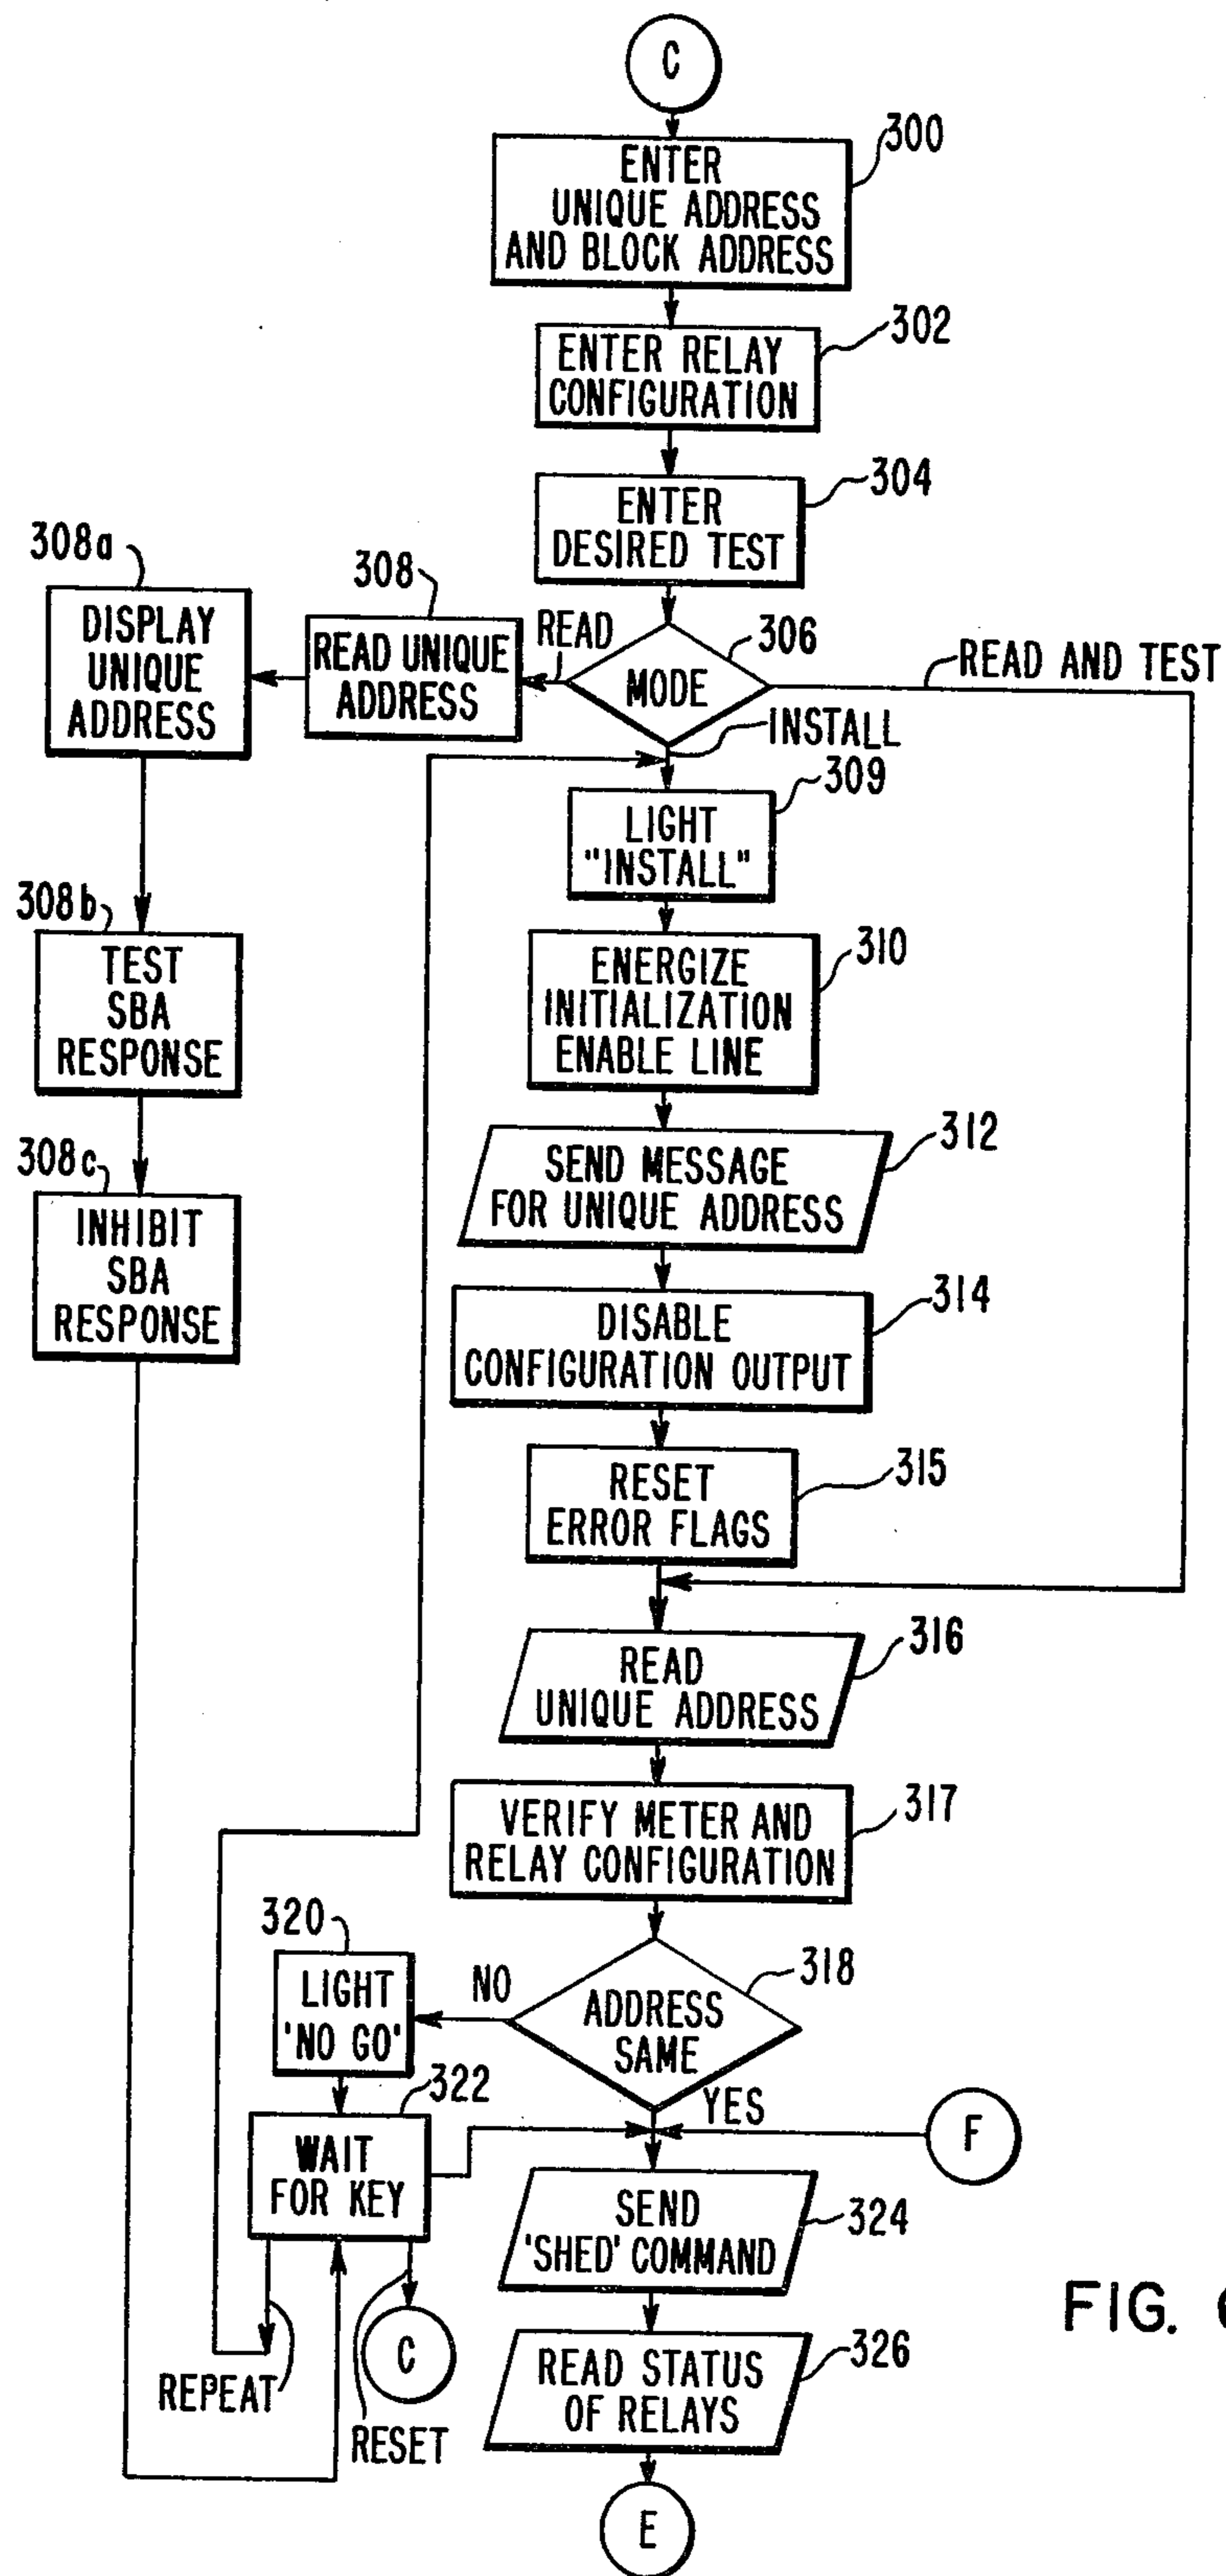 C
300
ENTER
UNIQUE ADDRESS
AND BLOCK ADDRESS
302
ENTER RELAY
CONFIGURATION
304
ENTER
DESIRED TEST
308a
DISPLAY
UNIQUE
ADDRESS
308
READ UNIQUE
ADDRESS
READ
306
MODE
READ AND TEST
INSTALL
309
LIGHT
"INSTALL"
308b
TEST
SBA
RESPONSE
310
ENERGIZE
INITIALIZATION
ENABLE LINE
308c
INHIBIT
SBA
RESPONSE
312
SEND MESSAGE
FOR UNIQUE ADDRESS
314
DISABLE
CONFIGURATION OUTPUT
315
RESET
ERROR FLAGS
316
READ
UNIQUE ADDRESS
317
VERIFY METER AND
RELAY CONFIGURATION
320
LIGHT
'NO GO'
NO
318
ADDRESS
SAME
YES
F
322
WAIT
FOR KEY
REPEAT
C
RESET
324
SEND
'SHED' COMMAND
326
READ STATUS
OF RELAYS
E
FIG.